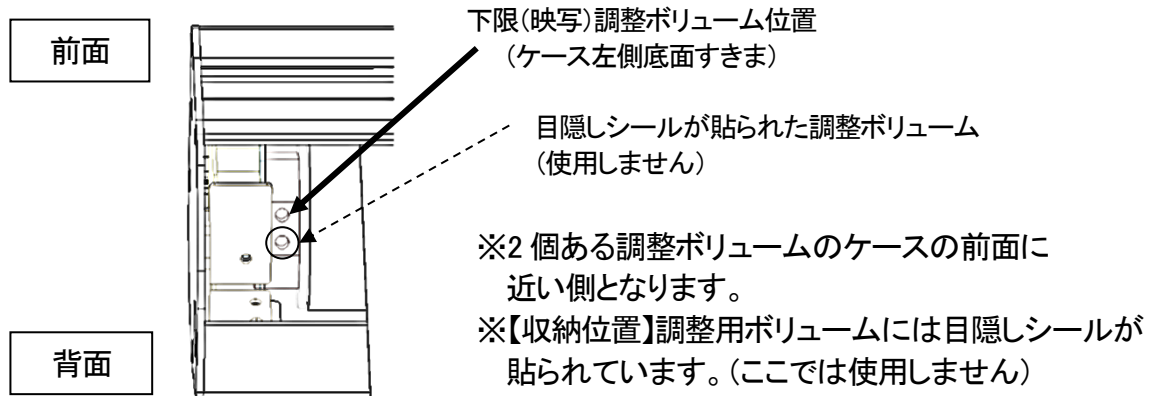 前面
下限(映写)調整ボリューム位置
(ケース左側底面すきま)
目隠しシールが貼られた調整ボリューム
(使用しません)
※2 個ある調整ボリュームのケースの前面に
近い側となります。
※【収納位置】調整用ボリュームには目隠しシールが
貼られています。(ここでは使用しません)
背面